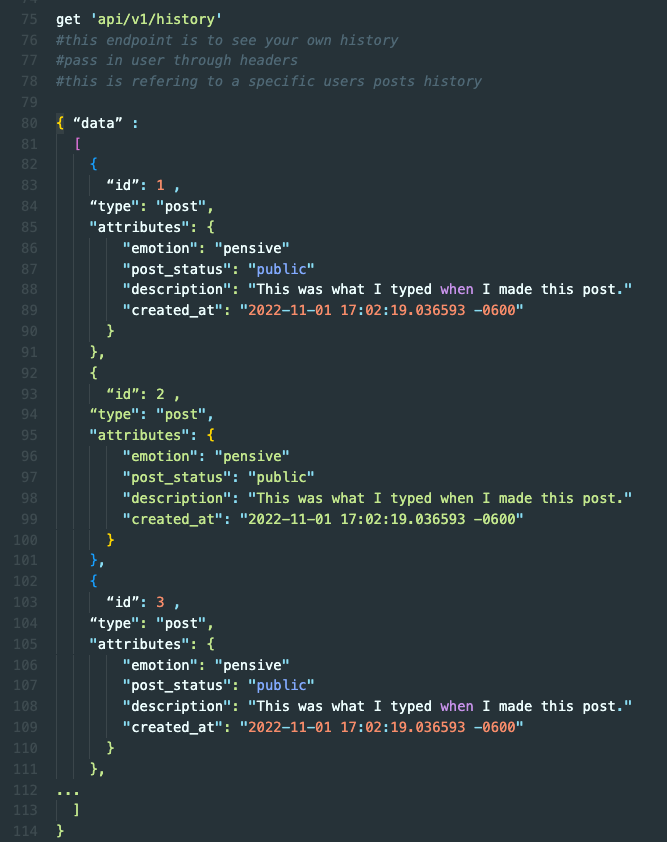 75 get 'api/v1/history'
76 #this endpoint is to see your own history
77 #pass in user through headers
78 #this is refering to a specific users posts history
79
80 { “data” :
81 [
82 {
83 “id”: 1 ,
84 “type": "post",
85 "attributes": {
86 "emotion": "pensive"
87 "post_status": "public"
88 "description": "This was what I typed when I made this post."
89 "created_at": "2022-11-01 17:02:19.036593 -0600"
90 }
91 },
92 {
93 “id”: 2 ,
94 “type": "post",
95 "attributes": {
96 "emotion": "pensive"
97 "post_status": "public"
98 "description": "This was what I typed when I made this post."
99 "created_at": "2022-11-01 17:02:19.036593 -0600"
100 }
101 },
102 {
103 “id”: 3 ,
104 “type": "post",
105 "attributes": {
106 "emotion": "pensive"
107 "post_status": "public"
108 "description": "This was what I typed when I made this post."
109 "created_at": "2022-11-01 17:02:19.036593 -0600"
110 }
111 },
112 ...
113 ]
114 }